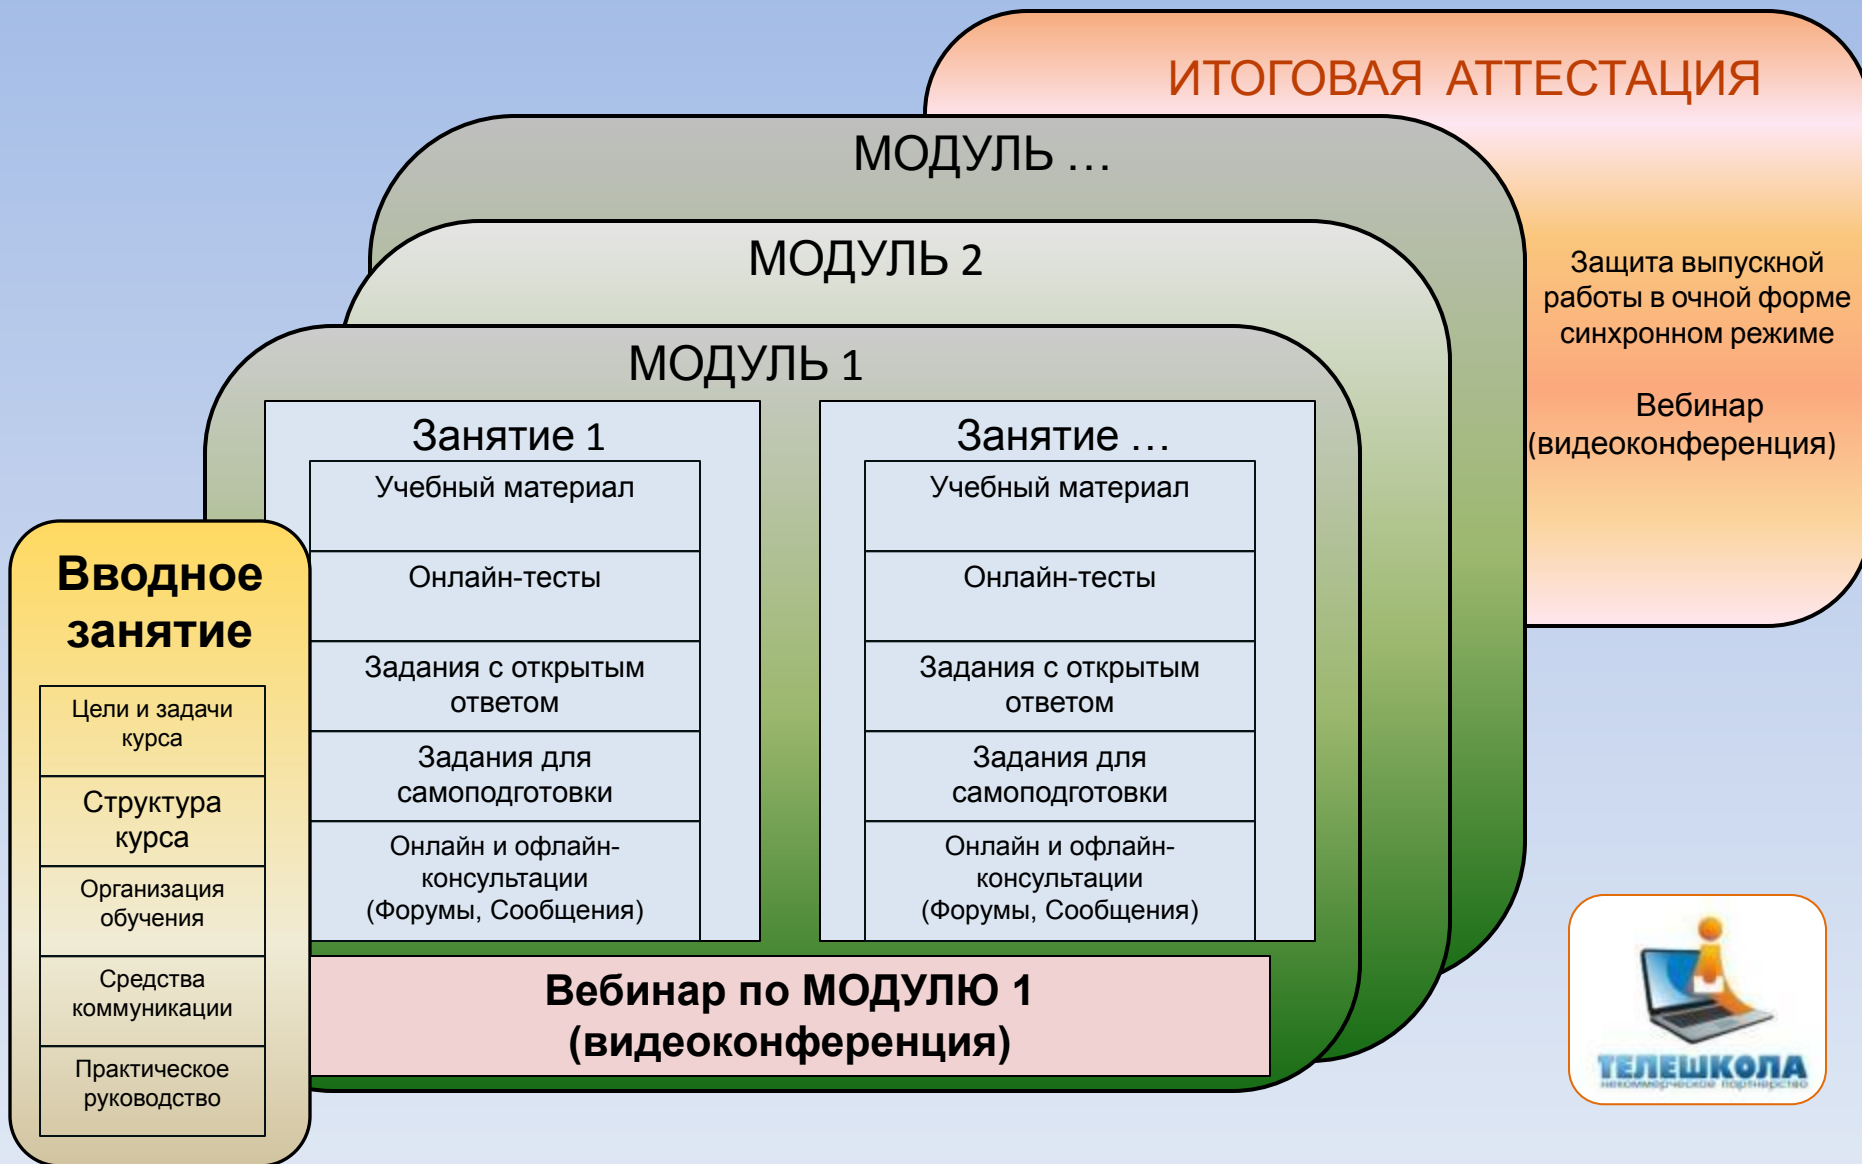 ИТОГОВАЯ АТТЕСТАЦИЯ
Защита выпускной
работы в очной форме
синхронном режиме
Вебинар
(видеоконференция)
МОДУЛЬ ...
МОДУЛЬ 2
МОДУЛЬ 1
Занятие 1
Учебный материал
Онлайн-тесты
Задания с открытым
ответом
Задания для
самоподготовки
Онлайн и офлайн-
консультации
(Форумы, Сообщения)
Занятие ...
Учебный материал
Онлайн-тесты
Задания с открытым
ответом
Задания для
самоподготовки
Онлайн и офлайн-
консультации
(Форумы, Сообщения)
Вебинар по МОДУЛЮ 1
(видеоконференция)
Вводное
занятие
Цели и задачи
курса
Структура
курса
Организация
обучения
Средства
коммуникации
Практическое
руководство
ТЕЛЕШКОЛА
некоммерческое партнерство